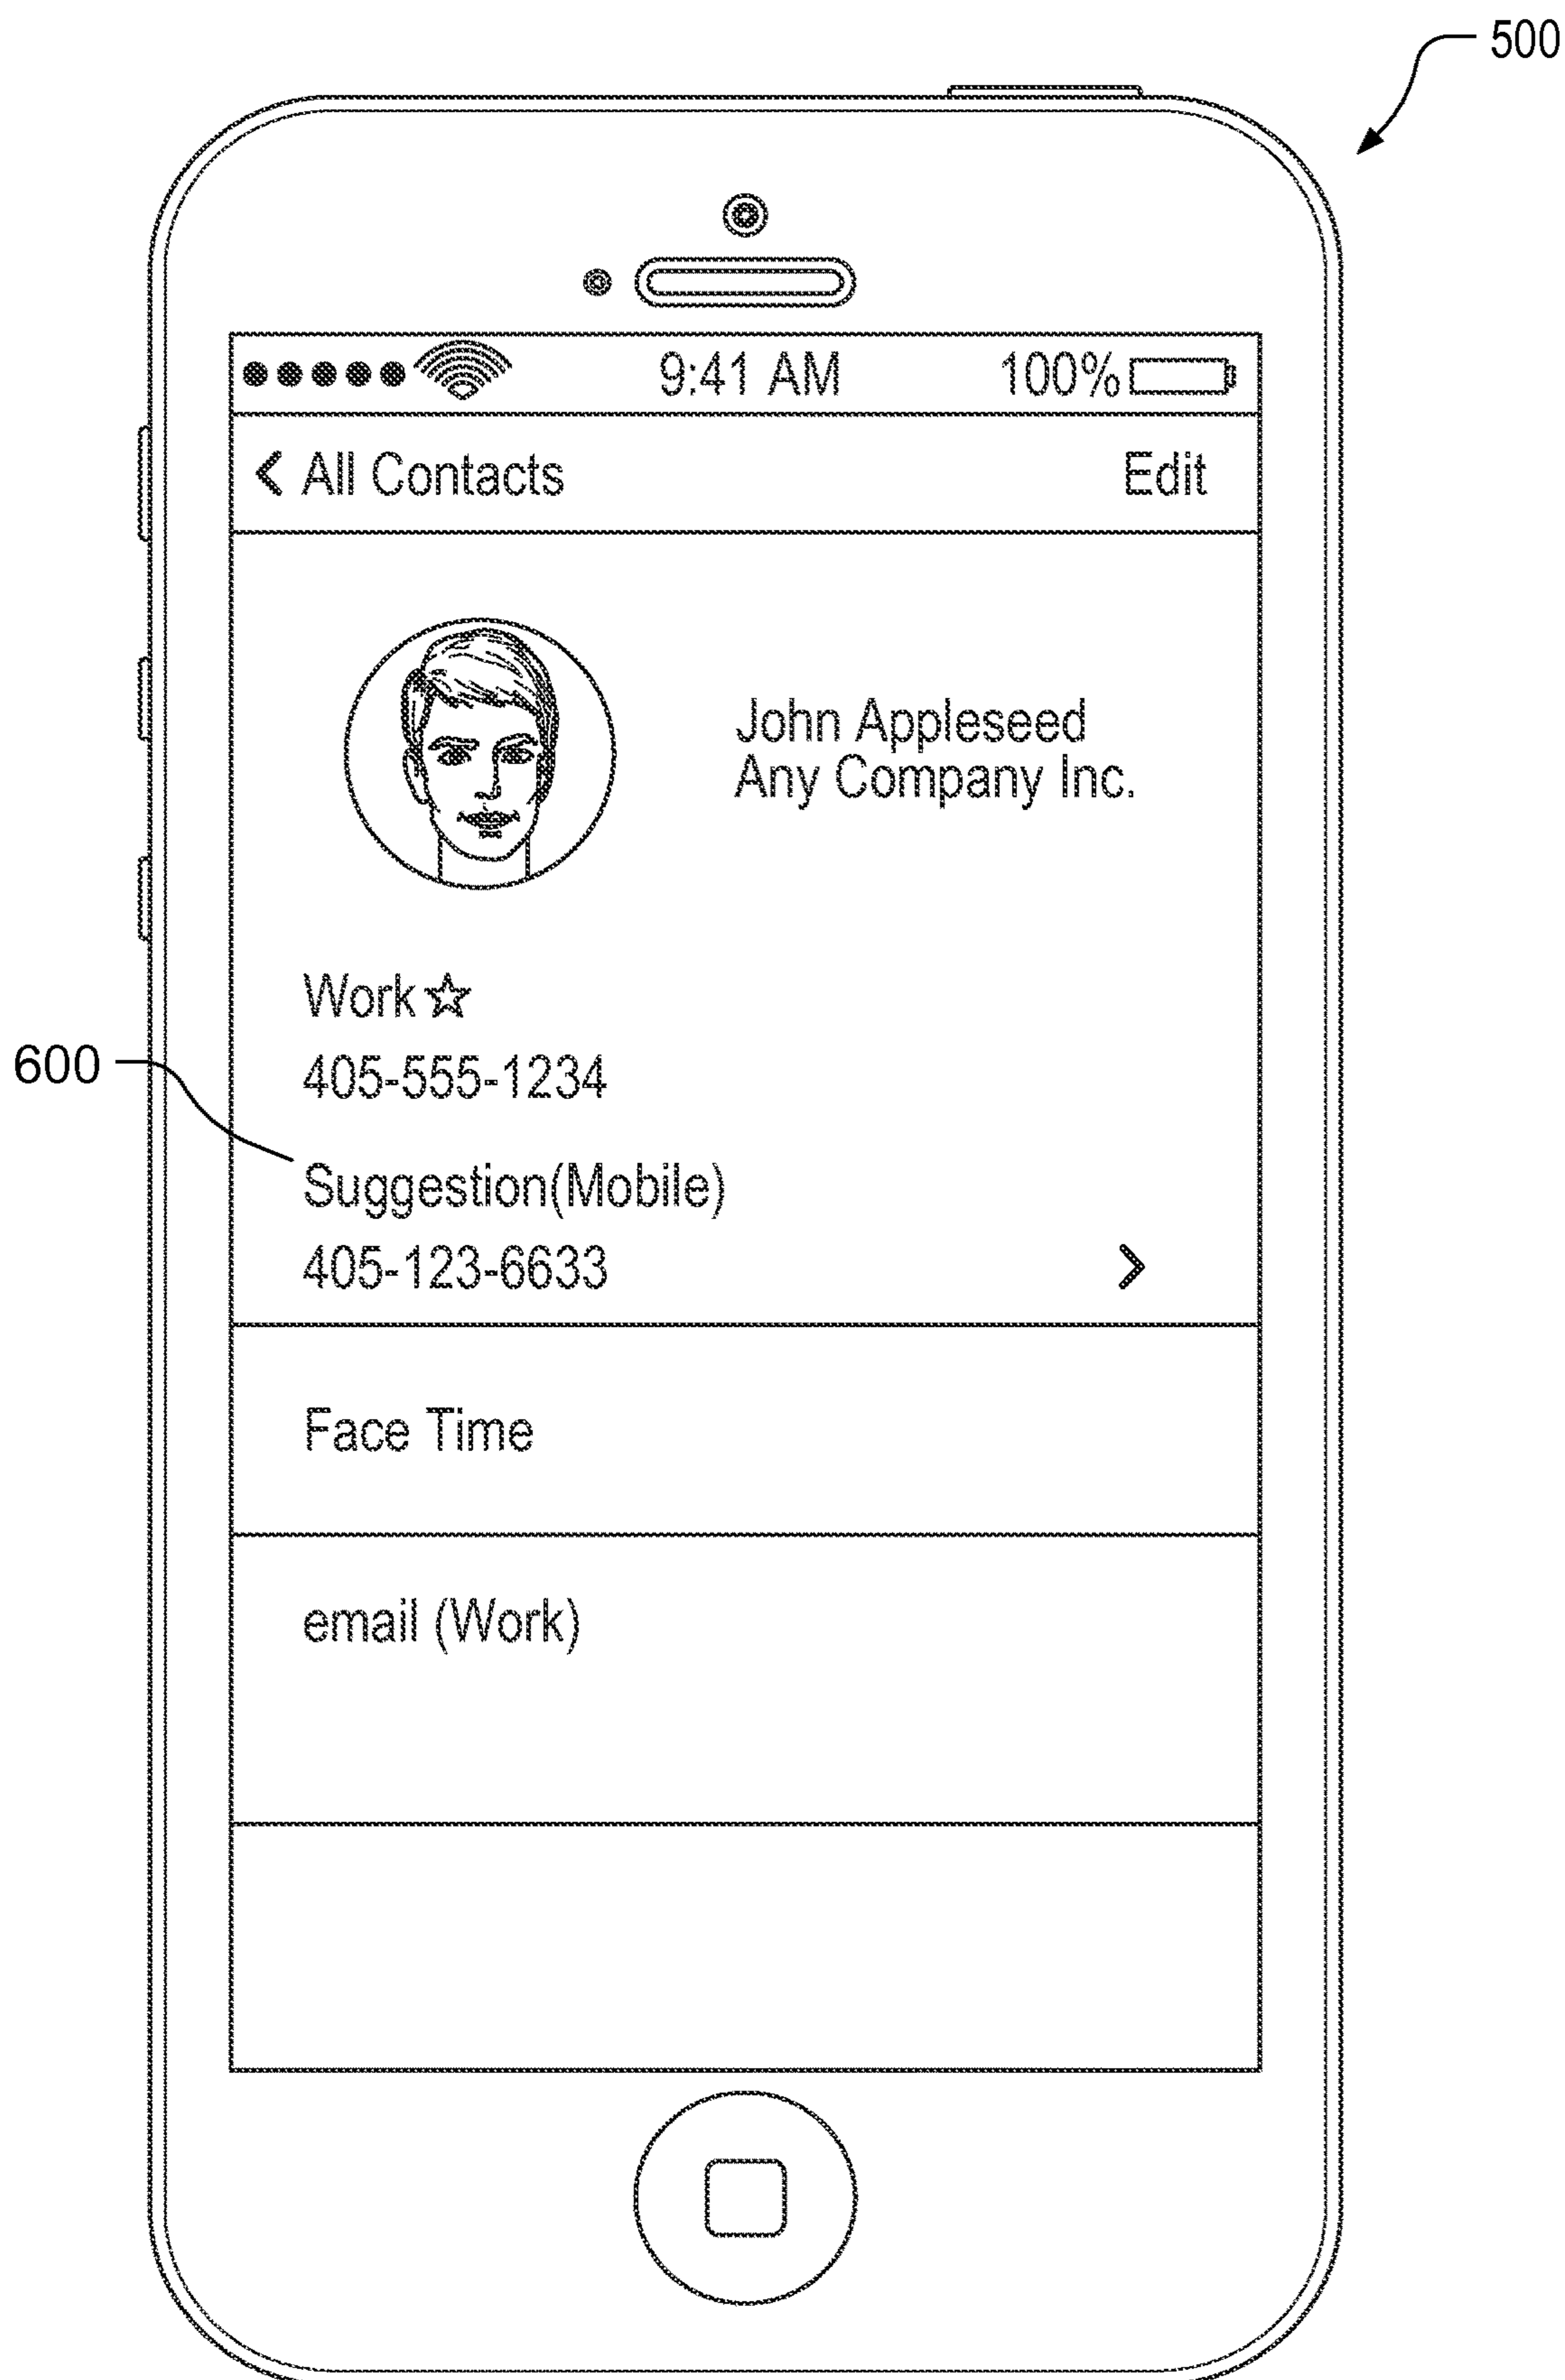 500
9:41 AM 100%
All Contacts Edit
John Appleseed
Any Company Inc.
Work
405-555-1234
600
Suggestion(Mobile)
405-123-6633
Face Time
email (Work)